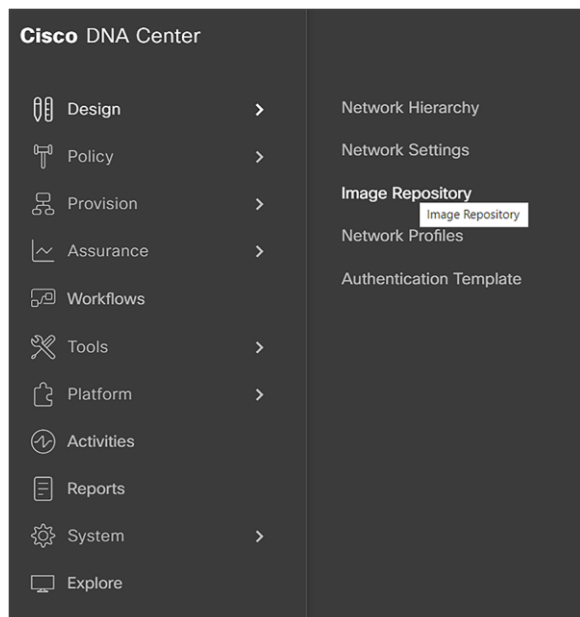 Cisco DNA Center
Design
Policy
Provision
Assurance
Workflows
Tools
Platform
Activities
Reports
System
Explore
Network Hierarchy
Network Settings
Image Repository
Image Repository
Network Profiles
Authentication Template